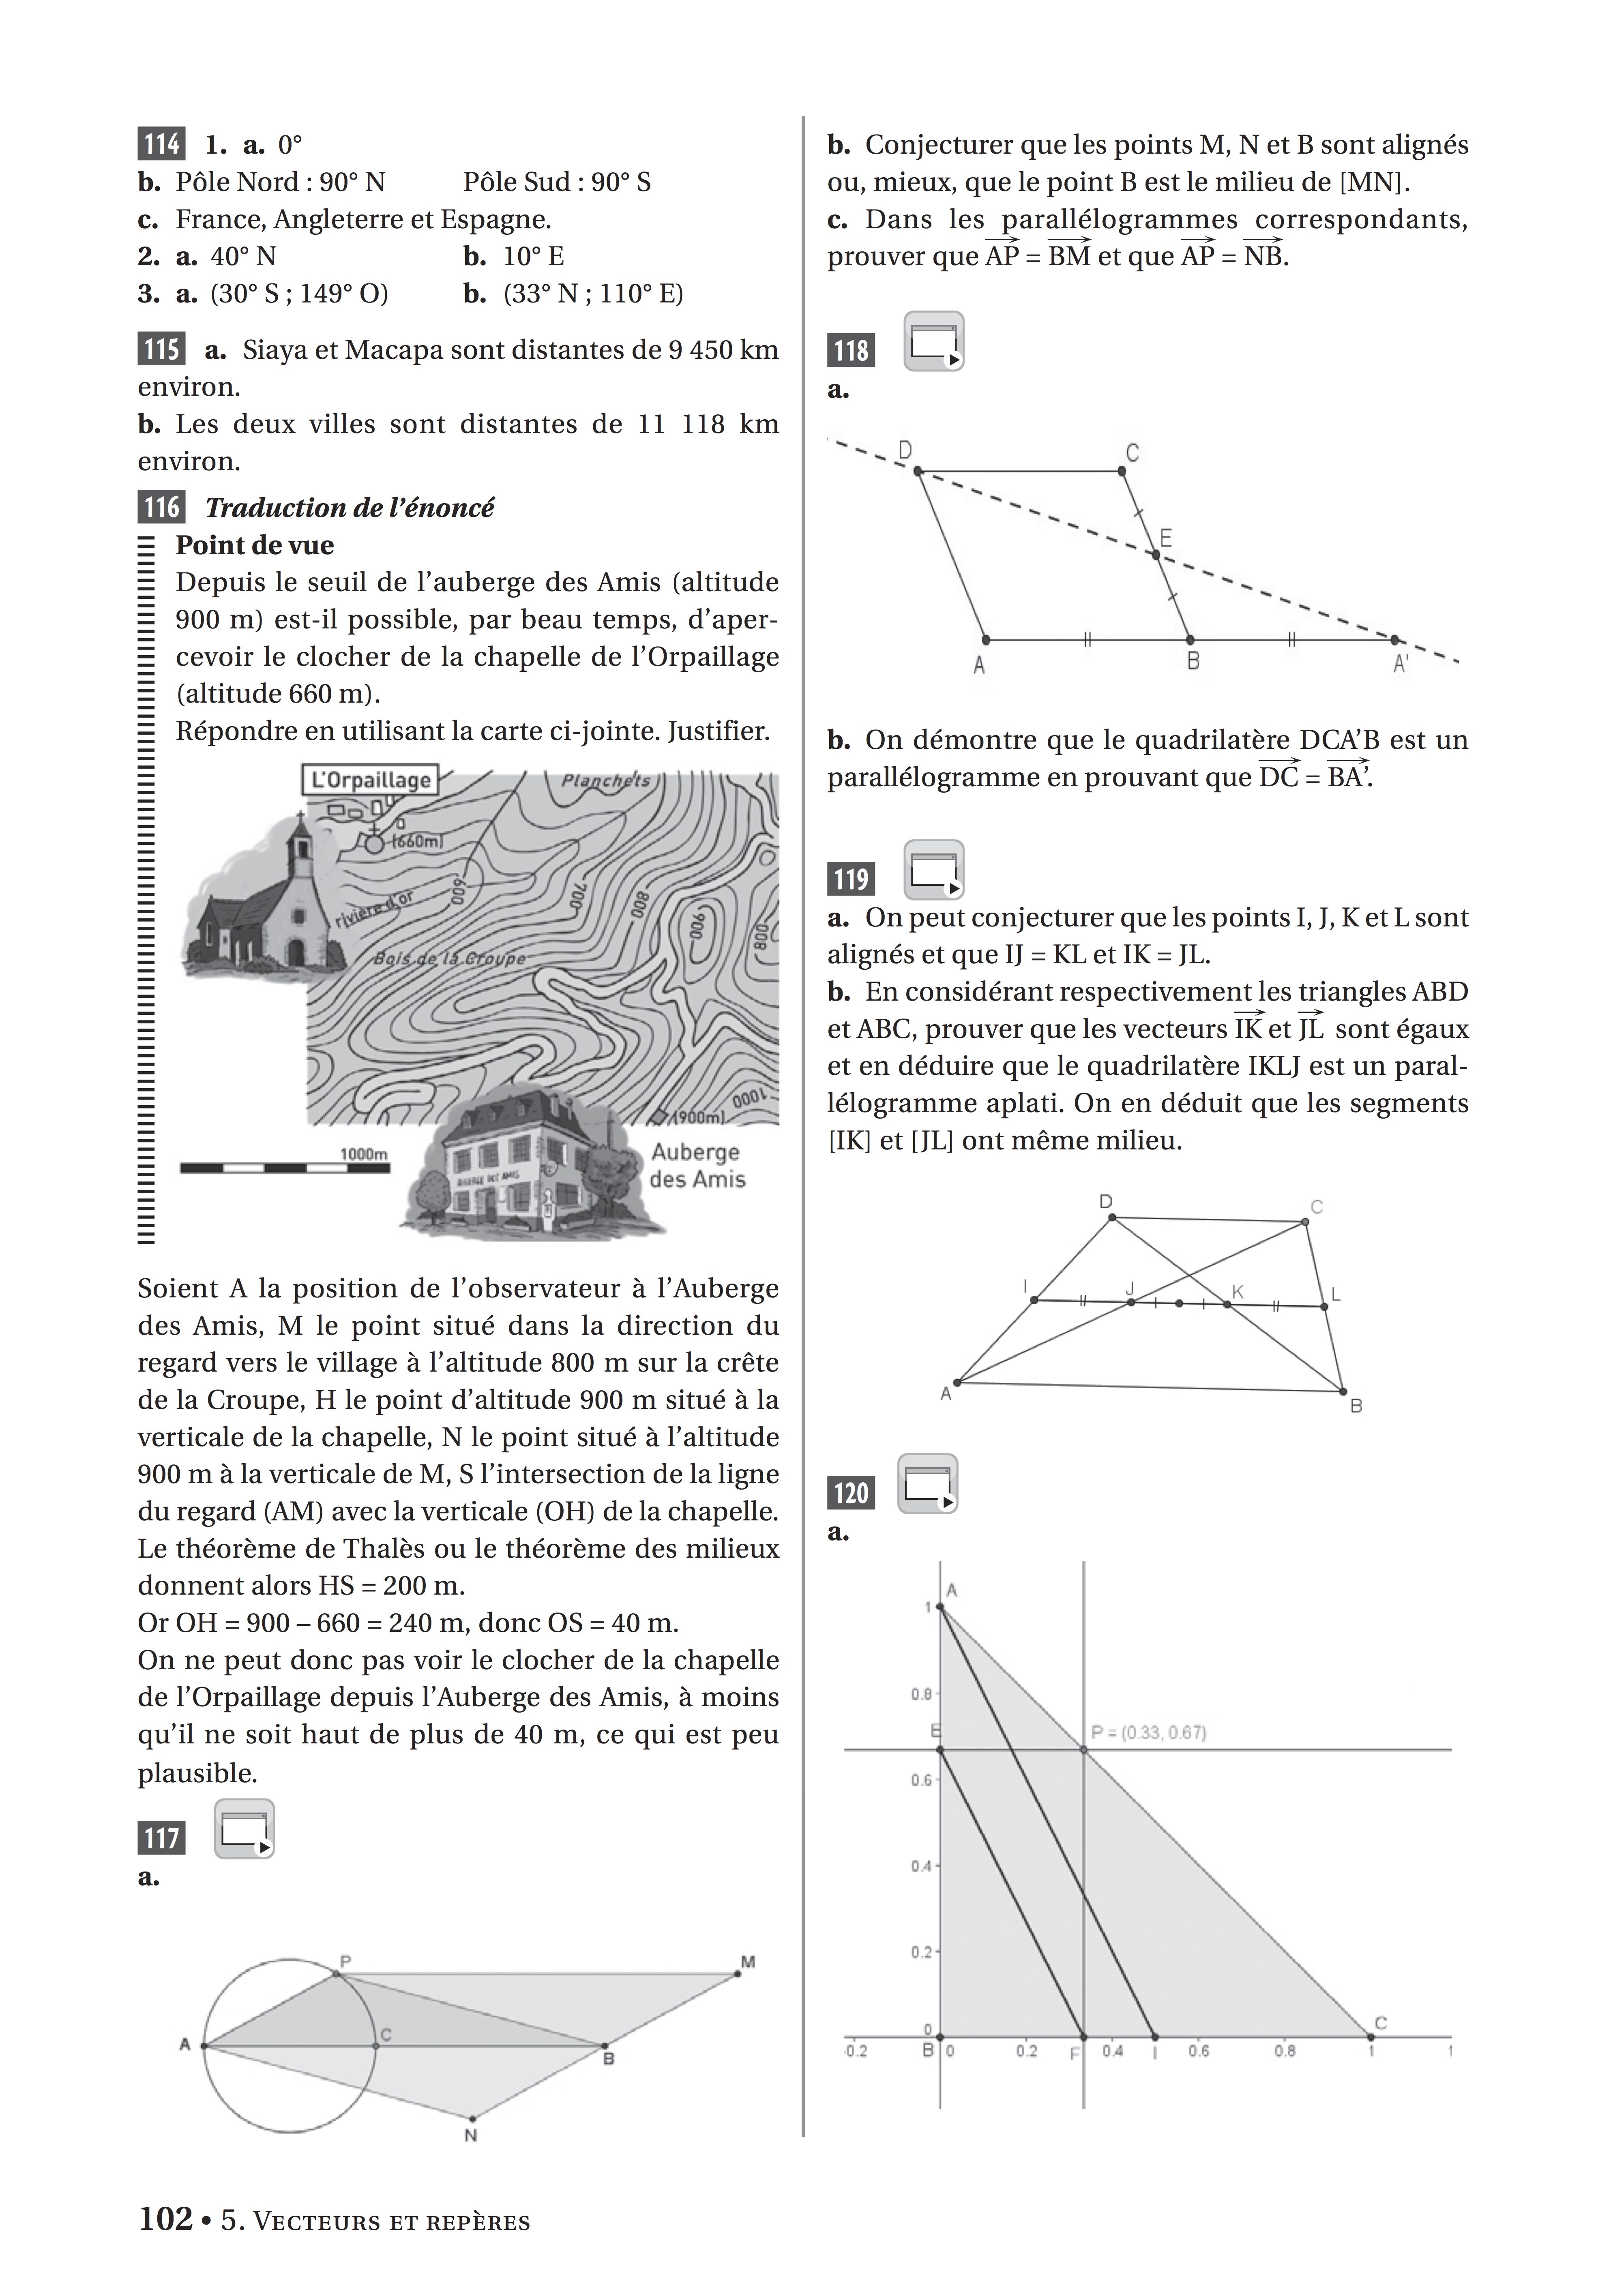 114 1. a. 0°
b. Pôle Nord : 90° N Pôle Sud : 90° S
c. France, Angleterre et Espagne.
2. a. 40° N b. 10° E
3. a. (30° S ; 149° O) b. (33° N ; 110° E)
115 a. Siaya et Macapa sont distantes de 9 450 km
environ.
b. Les deux villes sont distantes de 11 118 km
environ.
116 Traduction de l’énoncé
Point de vue
Depuis le seuil de l’auberge des Amis (altitude
900 m) est-il possible, par beau temps, d’aper-
cevoir le clocher de la chapelle de l’Orpaillage
(altitude 660 m).
Répondre en utilisant la carte ci-jointe. Justifier.
L’Orpaillage
Planchets
(660m)
600
700
800
900
800
rivière d’or
Bois de la Croupe
1000
(900m)
1000m
AUBERGE DES AMIS
Auberge
des Amis
Soient A la position de l’observateur à l’Auberge
des Amis, M le point situé dans la direction du
regard vers le village à l’altitude 800 m sur la crête
de la Croupe, H le point d’altitude 900 m situé à la
verticale de la chapelle, N le point situé à l’altitude
900 m à la verticale de M, S l’intersection de la ligne
du regard (AM) avec la verticale (OH) de la chapelle.
Le théorème de Thalès ou le théorème des milieux
donnent alors HS = 200 m.
Or OH = 900 – 660 = 240 m, donc OS = 40 m.
On ne peut donc pas voir le clocher de la chapelle
de l’Orpaillage depuis l’Auberge des Amis, à moins
qu’il ne soit haut de plus de 40 m, ce qui est peu
plausible.
117
a.
P M
A C B
N
b. Conjecturer que les points M, N et B sont alignés
ou, mieux, que le point B est le milieu de [MN].
c. Dans les parallélogrammes correspondants,
prouver que AP = BM et que AP = NB.
118
a.
D C
E
A B A'
b. On démontre que le quadrilatère DCA’B est un
parallélogramme en prouvant que DC = BA’.
119
a. On peut conjecturer que les points I, J, K et L sont
alignés et que IJ = KL et IK = JL.
b. En considérant respectivement les triangles ABD
et ABC, prouver que les vecteurs IK et JL sont égaux
et en déduire que le quadrilatère IKLJ est un paral-
lélogramme aplati. On en déduit que les segments
[IK] et [JL] ont même milieu.
D C
I J K L
A B
120
a.
A
1
0.8
E P = (0.33, 0.67)
0.6
0.4
0.2
0 C
-0.2 B 0 0.2 F 0.4 I 0.6 0.8 1 1
102 • 5. Vecteurs et repères